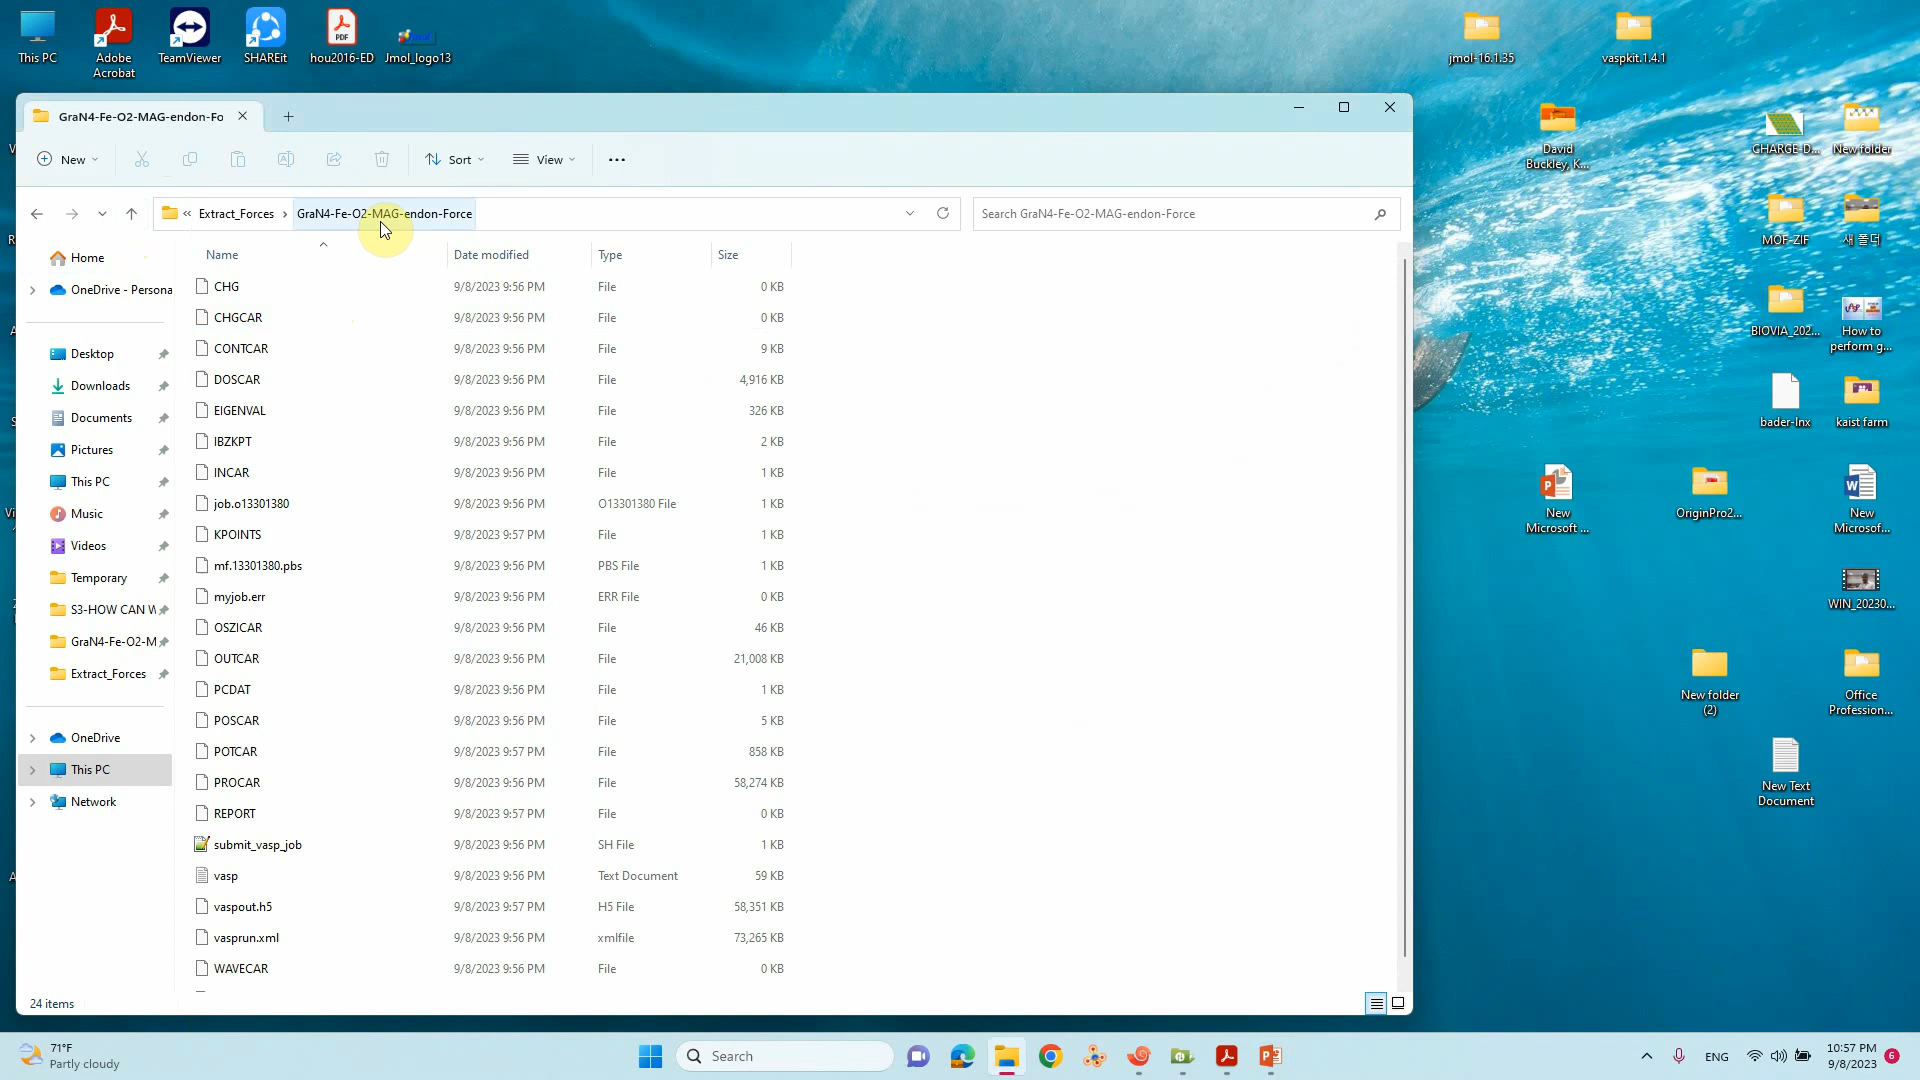 This PC
Adobe
Acrobat
TeamViewer
SHAREit
PDF
hou2016-ED
Jmol_logo13
jmol-16.1.35
vaspkit.1.4.1
GraN4-Fe-O2-MAG-endon-Fo
New
Sort
View
«
Extract_Forces
GraN4-Fe-O2-MAG-endon-Force
Search GraN4-Fe-O2-MAG-endon-Force
Home
OneDrive - Persona
Desktop
Downloads
Documents
Pictures
This PC
Music
Videos
Temporary
S3-HOW CAN W
GraN4-Fe-O2-M
Extract_Forces
OneDrive
This PC
Network
Name Date modified Type Size
CHG 9/8/2023 9:56 PM File 0 KB
CHGCAR 9/8/2023 9:56 PM File 0 KB
CONTCAR 9/8/2023 9:56 PM File 9 KB
DOSCAR 9/8/2023 9:56 PM File 4,916 KB
EIGENVAL 9/8/2023 9:56 PM File 326 KB
IBZKPT 9/8/2023 9:56 PM File 2 KB
INCAR 9/8/2023 9:56 PM File 1 KB
job.o13301380 9/8/2023 9:56 PM O13301380 File 1 KB
KPOINTS 9/8/2023 9:57 PM File 1 KB
mf.13301380.pbs 9/8/2023 9:56 PM PBS File 1 KB
myjob.err 9/8/2023 9:56 PM ERR File 0 KB
OSZICAR 9/8/2023 9:56 PM File 46 KB
OUTCAR 9/8/2023 9:56 PM File 21,008 KB
PCDAT 9/8/2023 9:56 PM File 1 KB
POSCAR 9/8/2023 9:56 PM File 5 KB
POTCAR 9/8/2023 9:57 PM File 858 KB
PROCAR 9/8/2023 9:56 PM File 58,274 KB
REPORT 9/8/2023 9:57 PM File 0 KB
submit_vasp_job 9/8/2023 9:56 PM SH File 1 KB
vasp 9/8/2023 9:56 PM Text Document 59 KB
vaspout.h5 9/8/2023 9:57 PM H5 File 58,351 KB
vasprun.xml 9/8/2023 9:56 PM xmlfile 73,265 KB
WAVECAR 9/8/2023 9:56 PM File 0 KB
24 items
David
Buckley, K...
CHARGE-D...
New folder
MOF-ZIF
새 폴더
BIOVIA_202...
How to
perform g...
bader-lnx
kaist farm
New
Microsoft ...
OriginPro2...
New
Microsof...
WIN_20230...
New folder
(2)
Office
Profession...
New Text
Document
71°F
Partly cloudy
Search
ENG
10:57 PM
9/8/2023
6